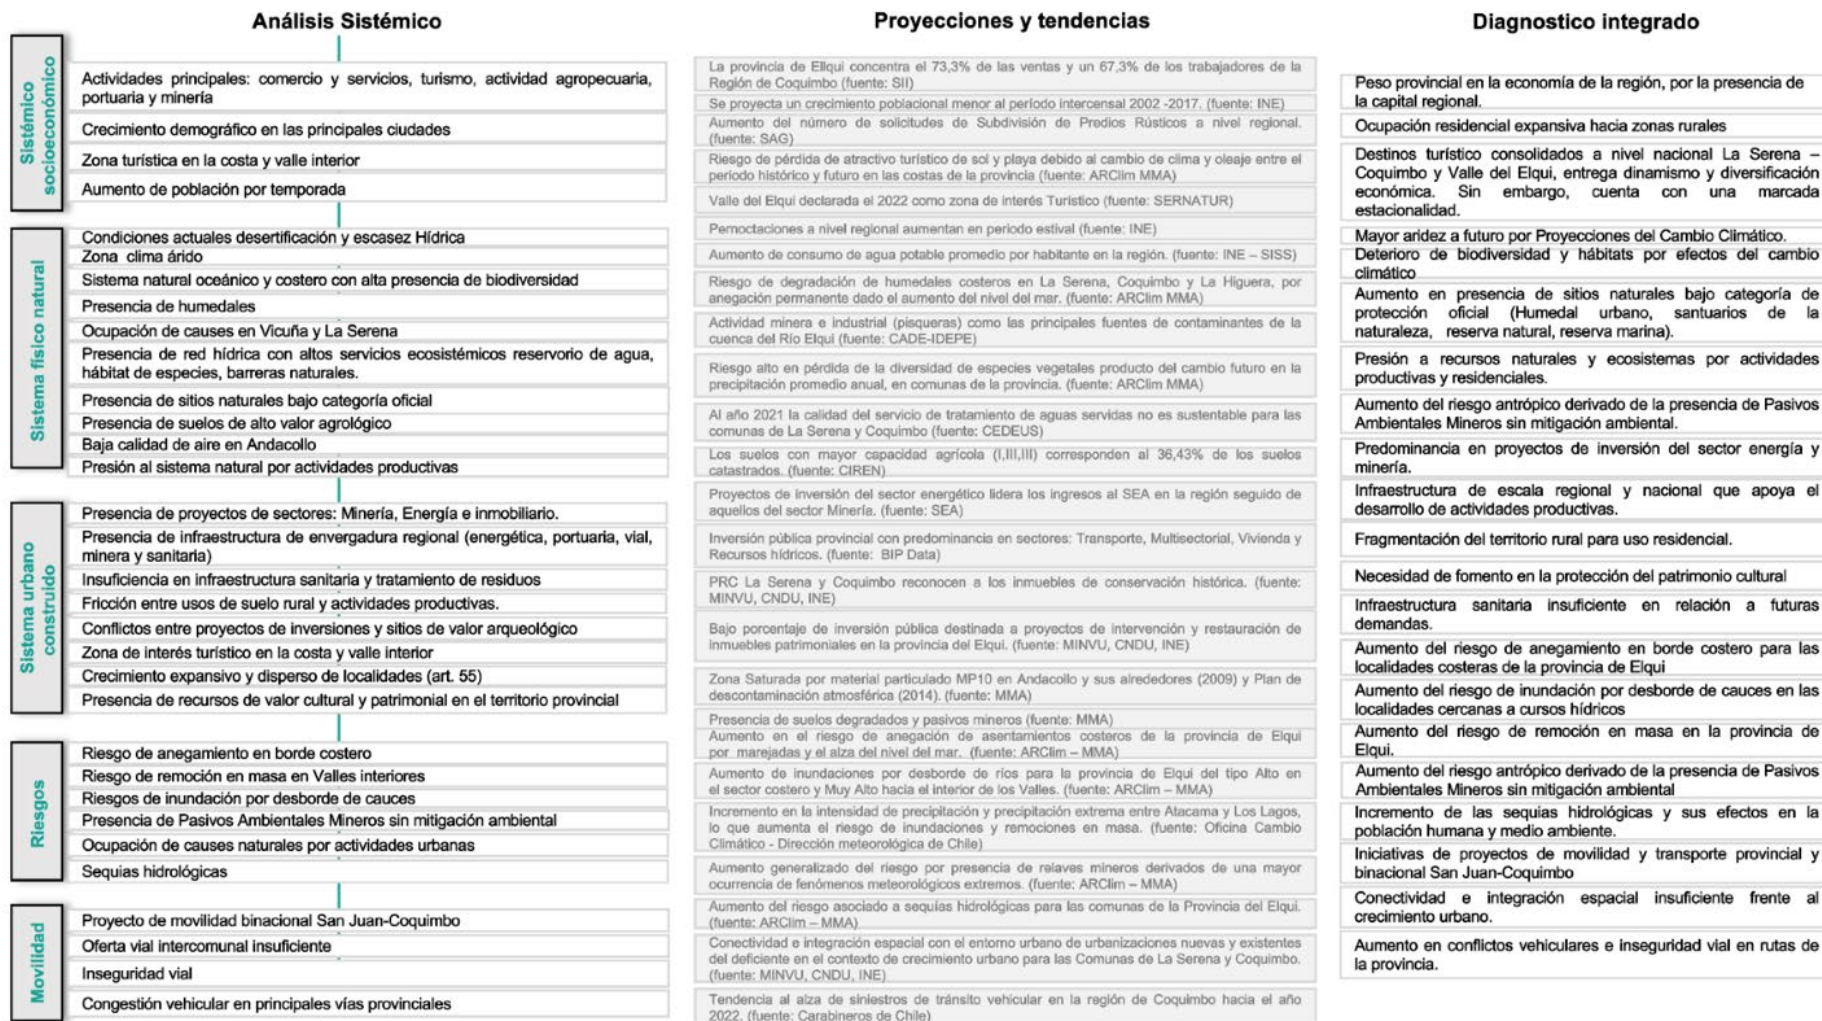 Análisis Sistémico
Sistémico
socioeconómico
Actividades principales: comercio y servicios, turismo, actividad agropecuaria,
portuaria y minería
Crecimiento demográfico en las principales ciudades
Zona turística en la costa y valle interior
Aumento de población por temporada
Sistema físico natural
Condiciones actuales desertificación y escasez Hídrica
Zona clima árido
Sistema natural oceánico y costero con alta presencia de biodiversidad
Presencia de humedales
Ocupación de causes en Vicuña y La Serena
Presencia de red hídrica con altos servicios ecosistémicos reservorio de agua,
hábitat de especies, barreras naturales.
Presencia de sitios naturales bajo categoría oficial
Presencia de suelos de alto valor agrológico
Baja calidad de aire en Andacollo
Presión al sistema natural por actividades productivas
Sistema urbano
construido
Presencia de proyectos de sectores: Minería, Energía e inmobiliario.
Presencia de infraestructura de envergadura regional (energética, portuaria, vial,
minera y sanitaria)
Insuficiencia en infraestructura sanitaria y tratamiento de residuos
Fricción entre usos de suelo rural y actividades productivas.
Conflictos entre proyectos de inversiones y sitios de valor arqueológico
Zona de interés turístico en la costa y valle interior
Crecimiento expansivo y disperso de localidades (art. 55)
Presencia de recursos de valor cultural y patrimonial en el territorio provincial
Riesgos
Riesgo de anegamiento en borde costero
Riesgo de remoción en masa en Valles interiores
Riesgos de inundación por desborde de cauces
Presencia de Pasivos Ambientales Mineros sin mitigación ambiental
Ocupación de causes naturales por actividades urbanas
Sequias hidrológicas
Movilidad
Proyecto de movilidad binacional San Juan-Coquimbo
Oferta vial intercomunal insuficiente
Inseguridad vial
Congestión vehicular en principales vías provinciales
Proyecciones y tendencias
La provincia de Ellqui concentra el 73,3% de las ventas y un 67,3% de los trabajadores de la
Región de Coquimbo (fuente: SII)
Se proyecta un crecimiento poblacional menor al período intercensal 2002 -2017. (fuente: INE)
Aumento del número de solicitudes de Subdivisión de Predios Rústicos a nivel regional.
(fuente: SAG)
Riesgo de pérdida de atractivo turístico de sol y playa debido al cambio de clima y oleaje entre el
período histórico y futuro en las costas de la provincia (fuente: ARClim MMA)
Valle del Elqui declarada el 2022 como zona de interés Turístico (fuente: SERNATUR)
Pernoctaciones a nivel regional aumentan en periodo estival (fuente: INE)
Aumento de consumo de agua potable promedio por habitante en la región. (fuente: INE – SISS)
Riesgo de degradación de humedales costeros en La Serena, Coquimbo y La Higuera, por
anegación permanente dado el aumento del nivel del mar. (fuente: ARClim MMA)
Actividad minera e industrial (pisqueras) como las principales fuentes de contaminantes de la
cuenca del Río Elqui (fuente: CADE-IDEPE)
Riesgo alto en pérdida de la diversidad de especies vegetales producto del cambio futuro en la
precipitación promedio anual, en comunas de la provincia. (fuente: ARClim MMA)
Al año 2021 la calidad del servicio de tratamiento de aguas servidas no es sustentable para las
comunas de La Serena y Coquimbo (fuente: CEDEUS)
Los suelos con mayor capacidad agrícola (I,III,III) corresponden al 36,43% de los suelos
catastrados. (fuente: CIREN)
Proyectos de inversión del sector energético lidera los ingresos al SEA en la región seguido de
aquellos del sector Minería. (fuente: SEA)
Inversión pública provincial con predominancia en sectores: Transporte, Multisectorial, Vivienda y
Recursos hídricos. (fuente: BIP Data)
PRC La Serena y Coquimbo reconocen a los inmuebles de conservación histórica. (fuente:
MINVU, CNDU, INE)
Bajo porcentaje de inversión pública destinada a proyectos de intervención y restauración de
inmuebles patrimoniales en la provincia del Elqui. (fuente: MINVU, CNDU, INE)
Zona Saturada por material particulado MP10 en Andacollo y sus alrededores (2009) y Plan de
descontaminación atmosférica (2014). (fuente: MMA)
Presencia de suelos degradados y pasivos mineros (fuente: MMA)
Aumento en el riesgo de anegación de asentamientos costeros de la provincia de Elqui
por marejadas y el alza del nivel del mar. (fuente: ARClim – MMA)
Aumento de inundaciones por desborde de ríos para la provincia de Elqui del tipo Alto en
el sector costero y Muy Alto hacia el interior de los Valles. (fuente: ARClim – MMA)
Incremento en la intensidad de precipitación y precipitación extrema entre Atacama y Los Lagos,
lo que aumenta el riesgo de inundaciones y remociones en masa. (fuente: Oficina Cambio
Climático - Dirección meteorológica de Chile)
Aumento generalizado del riesgo por presencia de relaves mineros derivados de una mayor
ocurrencia de fenómenos meteorológicos extremos. (fuente: ARClim – MMA)
Aumento del riesgo asociado a sequías hidrológicas para las comunas de la Provincia del Elqui.
(fuente: ARClim – MMA)
Conectividad e integración espacial con el entorno urbano de urbanizaciones nuevas y existentes
del deficiente en el contexto de crecimiento urbano para las Comunas de La Serena y Coquimbo.
(fuente: MINVU, CNDU, INE)
Tendencia al alza de siniestros de tránsito vehicular en la región de Coquimbo hacia el año
2022. (fuente: Carabineros de Chile)
Diagnostico integrado
Peso provincial en la economía de la región, por la presencia de
la capital regional.
Ocupación residencial expansiva hacia zonas rurales
Destinos turístico consolidados a nivel nacional La Serena –
Coquimbo y Valle del Elqui, entrega dinamismo y diversificación
económica. Sin embargo, cuenta con una marcada
estacionalidad.
Mayor aridez a futuro por Proyecciones del Cambio Climático.
Deterioro de biodiversidad y hábitats por efectos del cambio
climático
Aumento en presencia de sitios naturales bajo categoría de
protección oficial (Humedal urbano, santuarios de la
naturaleza, reserva natural, reserva marina).
Presión a recursos naturales y ecosistemas por actividades
productivas y residenciales.
Aumento del riesgo antrópico derivado de la presencia de Pasivos
Ambientales Mineros sin mitigación ambiental.
Predominancia en proyectos de inversión del sector energía y
minería.
Infraestructura de escala regional y nacional que apoya el
desarrollo de actividades productivas.
Fragmentación del territorio rural para uso residencial.
Necesidad de fomento en la protección del patrimonio cultural
Infraestructura sanitaria insuficiente en relación a futuras
demandas.
Aumento del riesgo de anegamiento en borde costero para las
localidades costeras de la provincia de Elqui
Aumento del riesgo de inundación por desborde de cauces en las
localidades cercanas a cursos hídricos
Aumento del riesgo de remoción en masa en la provincia de
Elqui.
Aumento del riesgo antrópico derivado de la presencia de Pasivos
Ambientales Mineros sin mitigación ambiental
Incremento de las sequias hidrológicas y sus efectos en la
población humana y medio ambiente.
Iniciativas de proyectos de movilidad y transporte provincial y
binacional San Juan-Coquimbo
Conectividad e integración espacial insuficiente frente al
crecimiento urbano.
Aumento en conflictos vehiculares e inseguridad vial en rutas de
la provincia.